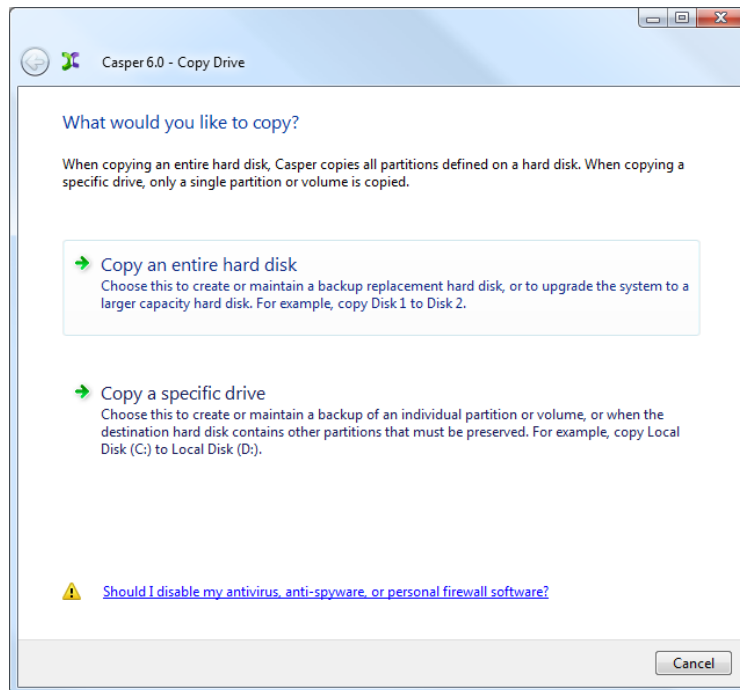 Casper 6.0 - Copy Drive
What would you like to copy?
When copying an entire hard disk, Casper copies all partitions defined on a hard disk. When copying a
specific drive, only a single partition or volume is copied.
Copy an entire hard disk
Choose this to create or maintain a backup replacement hard disk, or to upgrade the system to a
larger capacity hard disk. For example, copy Disk 1 to Disk 2.
Copy a specific drive
Choose this to create or maintain a backup of an individual partition or volume, or when the
destination hard disk contains other partitions that must be preserved. For example, copy Local
Disk (C:) to Local Disk (D:).
Should I disable my antivirus, anti-spyware, or personal firewall software?
Cancel